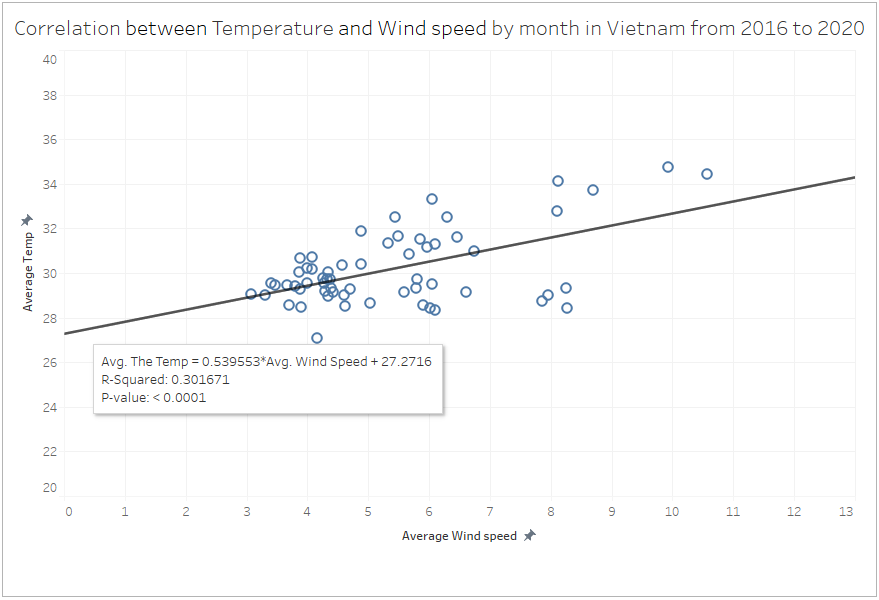 Correlation between Temperature and Wind speed by month in Vietnam from 2016 to 2020
40
38
36
34
32
30
28
26
24
22
20
Average Temp
Avg. The Temp = 0.539553*Avg. Wind Speed + 27.2716
R-Squared: 0.301671
P-value: < 0.0001
0 1 2 3 4 5 6 7 8 9 10 11 12 13
Average Wind speed